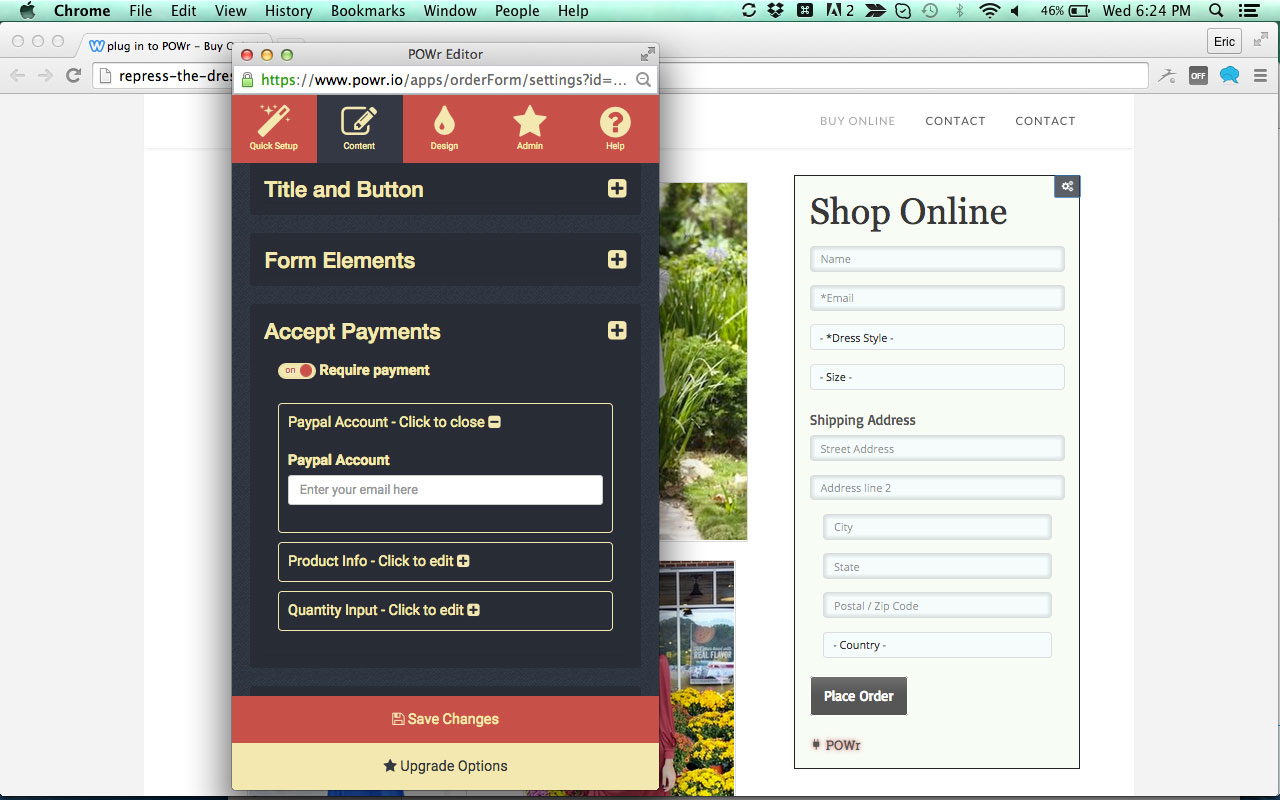 Chrome File Edit View History Bookmarks Window People Help 2 46% Wed 6:24 PM
plug in to POWr – Buy
Eric
repress-the-dres
OFF
POWr Editor
https://www.powr.io/apps/orderForm/settings?id=...
Quick Setup
Content
Design
Admin
Help
Title and Button
Form Elements
Accept Payments
ON Require payment
Paypal Account - Click to close
Paypal Account
Enter your email here
Product Info - Click to edit
Quantity Input - Click to edit
Save Changes
Upgrade Options
BUY ONLINE CONTACT CONTACT
REAL FLAVOR
Shop Online
Name
*Email
- *Dress Style -
- Size -
Shipping Address
Street Address
Address line 2
City
State
Postal / Zip Code
- Country -
Place Order
POWr